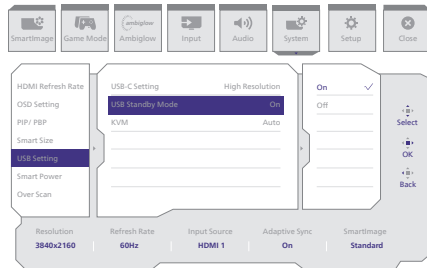 ambiglow
SmartImage Game Mode Ambiglow Input Audio System Setup Close
HDMI Refresh Rate
OSD Setting
PIP/ PBP
Smart Size
USB Setting
Smart Power
Over Scan
USB-C Setting High Resolution
USB Standby Mode On
KVM Auto
On
Off
Select
OK
Back
Resolution Refresh Rate Input Source Adaptive Sync SmartImage
3840x2160 60Hz HDMI 1 On Standard